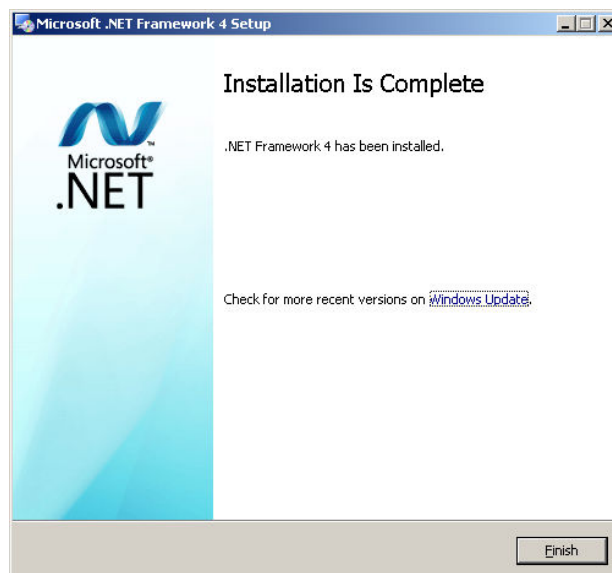 Microsoft .NET Framework 4 Setup
Installation Is Complete
Microsoft®
.NET™
.NET Framework 4 has been installed.
Check for more recent versions on Windows Update.
Finish